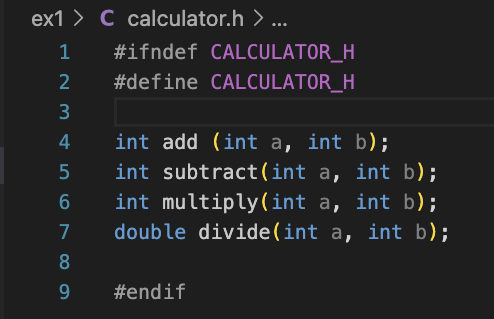 ex1 > C calculator.h > ...
1 #ifndef CALCULATOR_H
2 #define CALCULATOR_H
3
4 int add (int a, int b);
5 int subtract(int a, int b);
6 int multiply(int a, int b);
7 double divide(int a, int b);
8
9 #endif